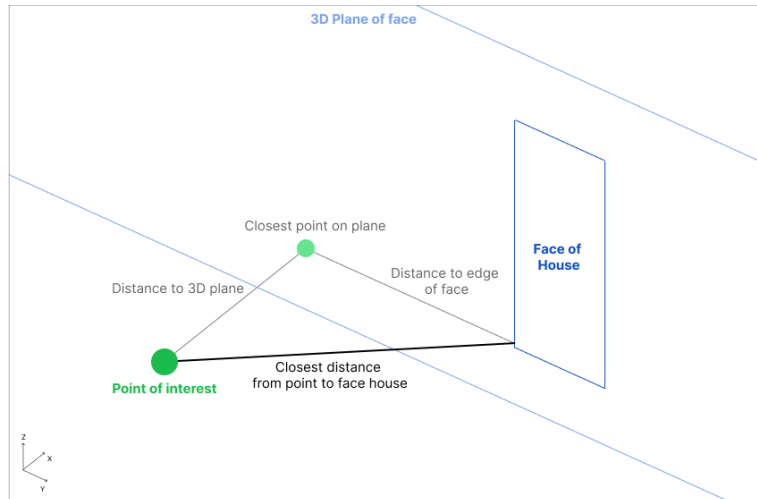 3D Plane of face
Closest point on plane
Face of
House
Distance to edge
of face
Distance to 3D plane
Closest distance
from point to face house
Point of interest
Z
X
Y